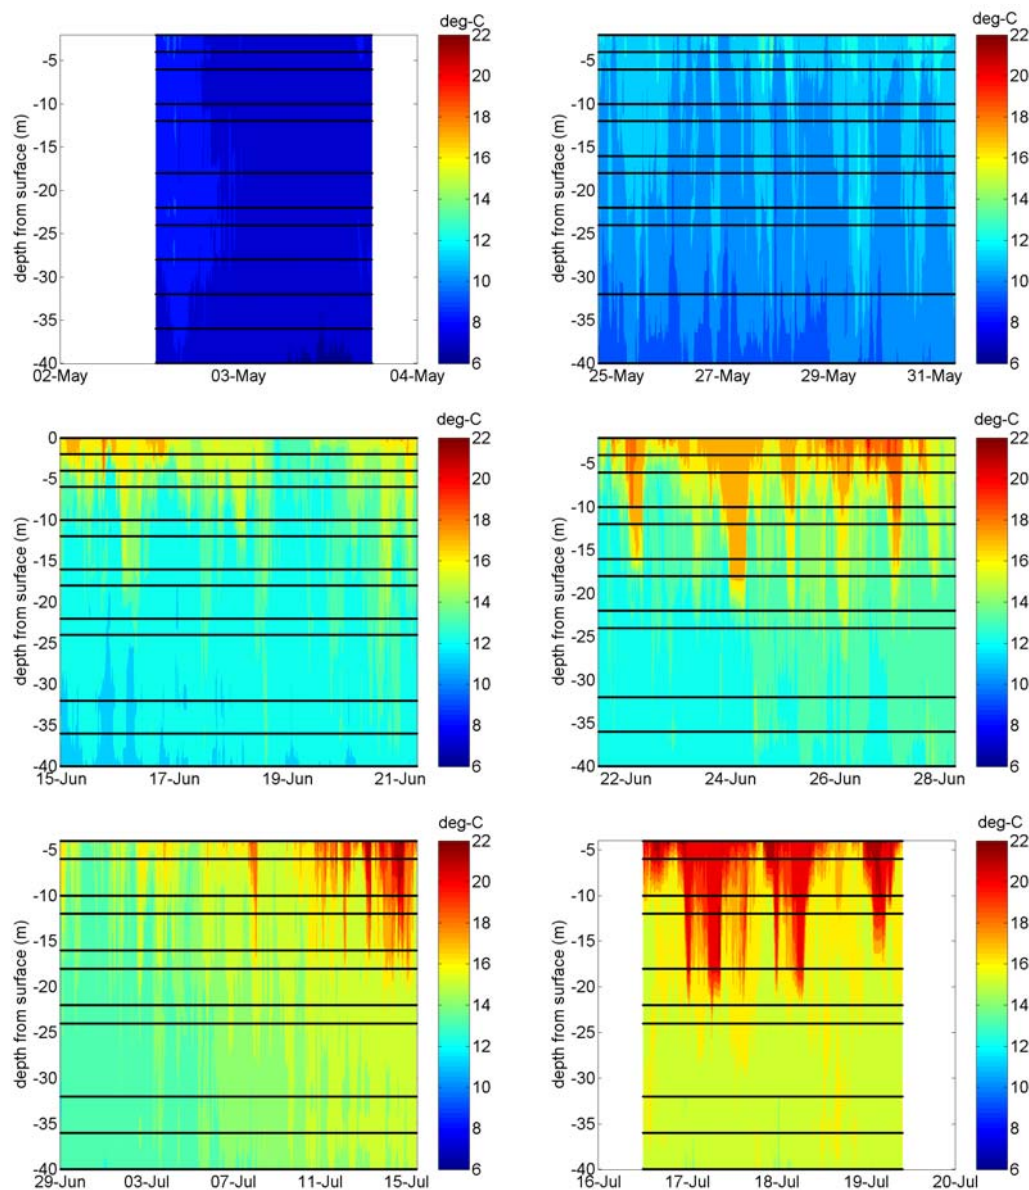 deg-C
deg-C
depth from surface (m)
-5
-10
-15
-20
-25
-30
-35
-40
02-May
03-May
04-May
22
20
18
16
14
12
10
8
6
depth from surface (m)
-5
-10
-15
-20
-25
-30
-35
-40
25-May
27-May
29-May
31-May
22
20
18
16
14
12
10
8
6
deg-C
deg-C
depth from surface (m)
0
-5
-10
-15
-20
-25
-30
-35
-40
15-Jun
17-Jun
19-Jun
21-Jun
22
20
18
16
14
12
10
8
6
depth from surface (m)
0
-5
-10
-15
-20
-25
-30
-35
-40
22-Jun
24-Jun
26-Jun
28-Jun
22
20
18
16
14
12
10
8
6
deg-C
deg-C
depth from surface (m)
-5
-10
-15
-20
-25
-30
-35
-40
29-Jun
03-Jul
07-Jul
11-Jul
15-Jul
22
20
18
16
14
12
10
8
6
depth from surface (m)
-5
-10
-15
-20
-25
-30
-35
-40
16-Jul
17-Jul
18-Jul
19-Jul
20-Jul
22
20
18
16
14
12
10
8
6